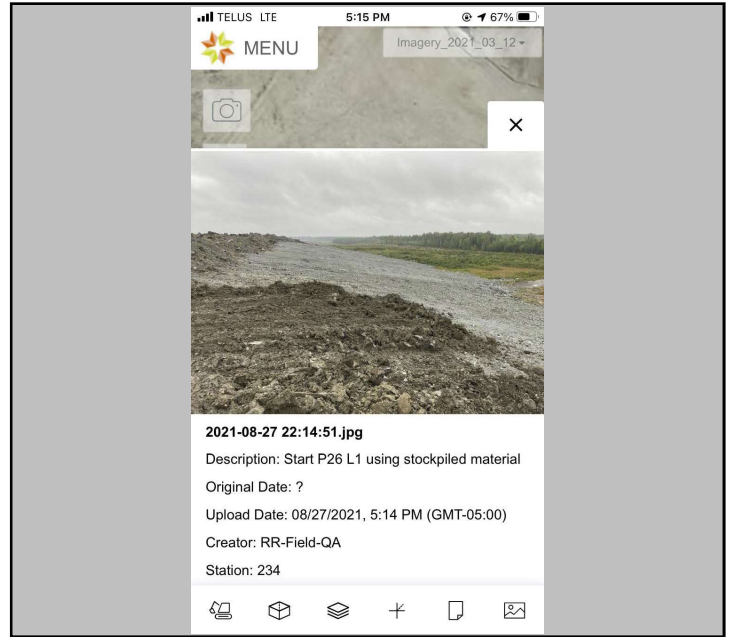 TELUS LTE 5:15 PM 67%
MENU Imagery_2021_03_12
2021-08-27 22:14:51.jpg
Description: Start P26 L1 using stockpiled material
Original Date: ?
Upload Date: 08/27/2021, 5:14 PM (GMT-05:00)
Creator: RR-Field-QA
Station: 234